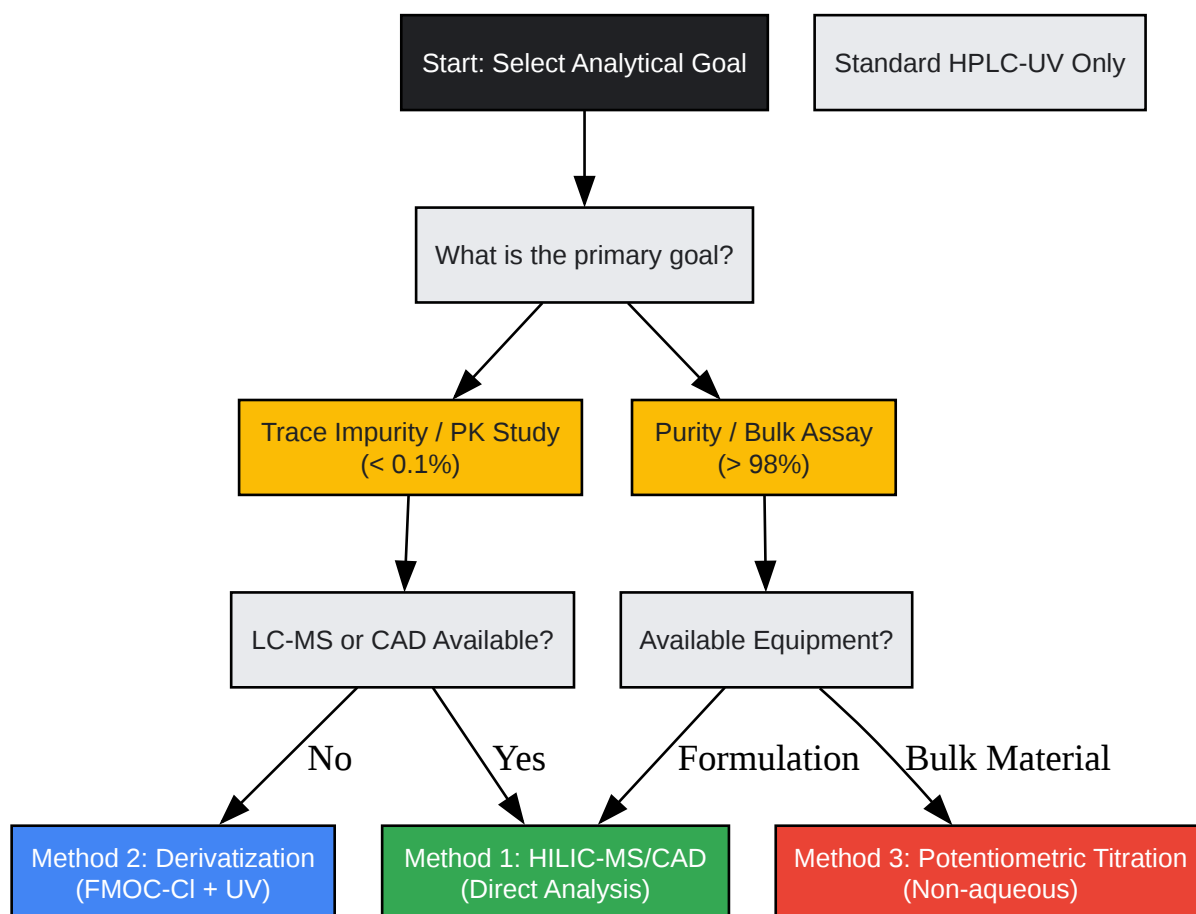 Start: Select Analytical Goal
Standard HPLC-UV Only
What is the primary goal?
Trace Impurity / PK Study
(< 0.1%)
Purity / Bulk Assay
(> 98%)
LC-MS or CAD Available?
Available Equipment?
No
Yes
Formulation
Bulk Material
Method 2: Derivatization
(FMOC-Cl + UV)
Method 1: HILIC-MS/CAD
(Direct Analysis)
Method 3: Potentiometric Titration
(Non-aqueous)